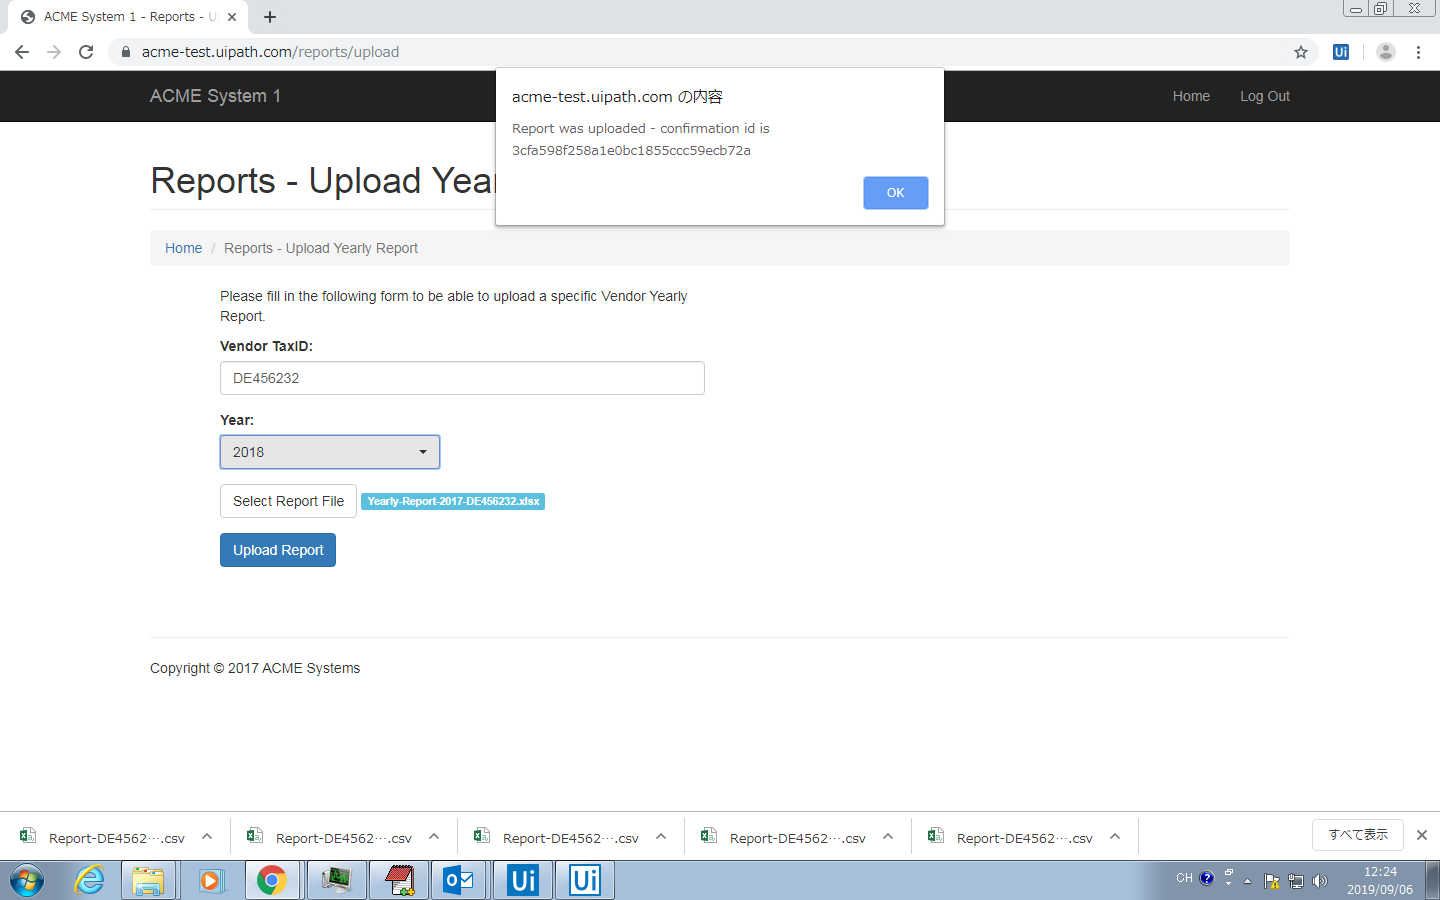 ACME System 1 - Reports - U
acme-test.uipath.com/reports/upload
Ui
ACME System 1
Home
Log Out
acme-test.uipath.com の内容
Report was uploaded - confirmation id is
3cfa598f258a1e0bc1855ccc59ecb72a
OK
Reports - Upload Year
Home / Reports - Upload Yearly Report
Please fill in the following form to be able to upload a specific Vendor Yearly
Report.
Vendor TaxID:
DE456232
Year:
2018
Select Report File
Yearly-Report-2017-DE456232.xlsx
Upload Report
Copyright © 2017 ACME Systems
Report-DE4562….csv
Report-DE4562….csv
Report-DE4562….csv
Report-DE4562….csv
Report-DE4562….csv
すべて表示
Ui
Ui
CH
12:24
2019/09/06